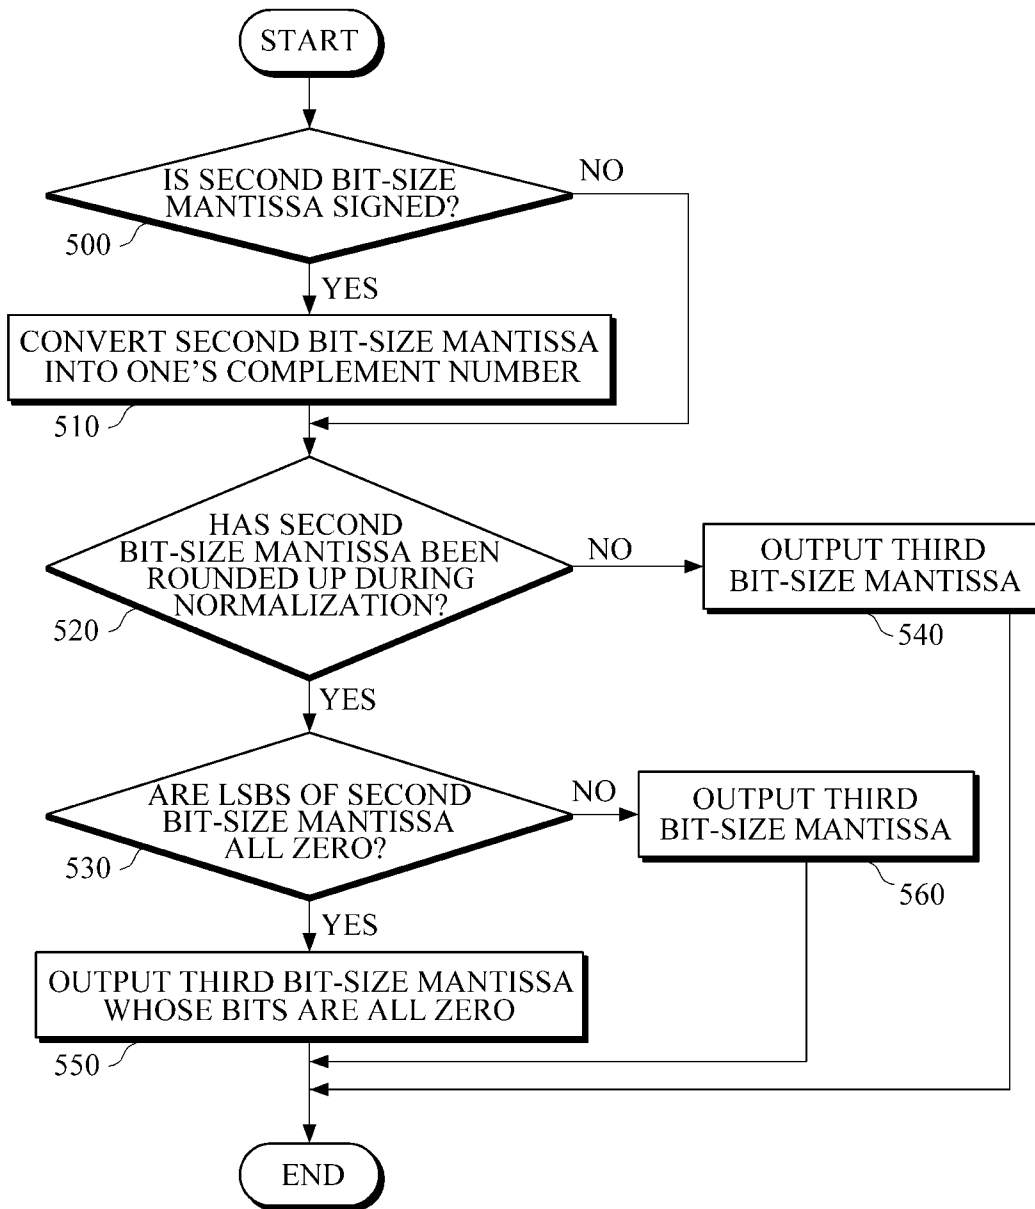 START
IS SECOND BIT-SIZE
MANTISSA SIGNED?
NO
500
YES
CONVERT SECOND BIT-SIZE MANTISSA
INTO ONE'S COMPLEMENT NUMBER
510
HAS SECOND
BIT-SIZE MANTISSA BEEN
ROUNDED UP DURING
NORMALIZATION?
NO
OUTPUT THIRD
BIT-SIZE MANTISSA
520
540
YES
ARE LSBS OF SECOND
BIT-SIZE MANTISSA
ALL ZERO?
NO
OUTPUT THIRD
BIT-SIZE MANTISSA
530
560
YES
OUTPUT THIRD BIT-SIZE MANTISSA
WHOSE BITS ARE ALL ZERO
550
END